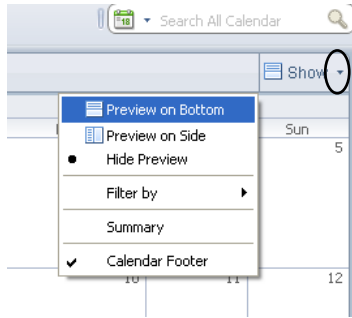 18
Search All Calendar
Show
Preview on Bottom
Preview on Side
Hide Preview
Filter by
Summary
Calendar Footer
Sun
5
10 11 12